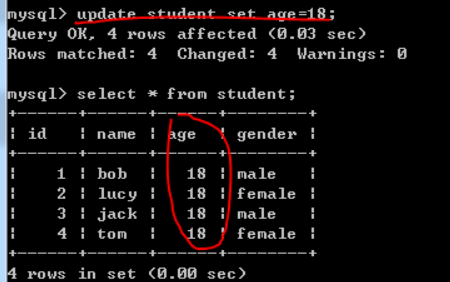 mysql> update student set age=18;
Query OK, 4 rows affected (0.03 sec)
Rows matched: 4  Changed: 4  Warnings: 0
mysql> select * from student;
+------+------+------+--------+
| id   | name | age  | gender |
+------+------+------+--------+
|    1 | bob  |   18 | male   |
|    2 | lucy |   18 | female |
|    3 | jack |   18 | male   |
|    4 | tom  |   18 | female |
+------+------+------+--------+
4 rows in set (0.00 sec)